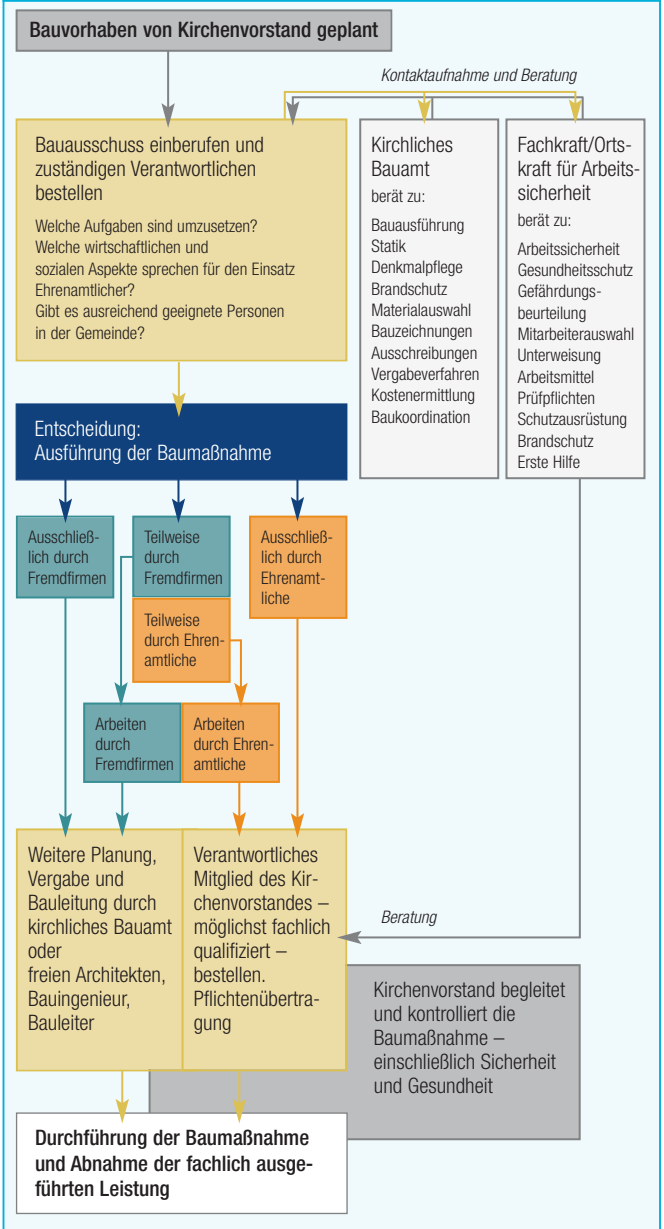 Bauvorhaben von Kirchenvorstand geplant
Kontaktaufnahme und Beratung
Bauausschuss einberufen und
zuständigen Verantwortlichen
bestellen
Welche Aufgaben sind umzusetzen?
Welche wirtschaftlichen und
sozialen Aspekte sprechen für den Einsatz
Ehrenamtlicher?
Gibt es ausreichend geeignete Personen
in der Gemeinde?
Kirchliches
Bauamt
berät zu:
Bauausführung
Statik
Denkmalpflege
Brandschutz
Materialauswahl
Bauzeichnungen
Ausschreibungen
Vergabeverfahren
Kostenermittlung
Baukoordination
Fachkraft/Orts-
kraft für Arbeits-
sicherheit
berät zu:
Arbeitssicherheit
Gesundheitsschutz
Gefährdungs-
beurteilung
Mitarbeiterauswahl
Unterweisung
Arbeitsmittel
Prüfpflichten
Schutzausrüstung
Brandschutz
Erste Hilfe
Entscheidung:
Ausführung der Baumaßnahme
Ausschließ-
lich durch
Fremdfirmen
Teilweise
durch
Fremdfirmen
Teilweise
durch Ehren-
amtliche
Ausschließ-
lich durch
Ehrenamt-
liche
Arbeiten
durch
Fremdfirmen
Arbeiten
durch Ehren-
amtliche
Weitere Planung,
Vergabe und
Bauleitung durch
kirchliches Bauamt
oder
freien Architekten,
Bauingenieur,
Bauleiter
Verantwortliches
Mitglied des Kir-
chenvorstandes –
möglichst fachlich
qualifiziert –
bestellen.
Pflichtenübertra-
gung
Beratung
Kirchenvorstand begleitet
und kontrolliert die
Baumaßnahme –
einschließlich Sicherheit
und Gesundheit
Durchführung der Baumaßnahme
und Abnahme der fachlich ausge-
führten Leistung